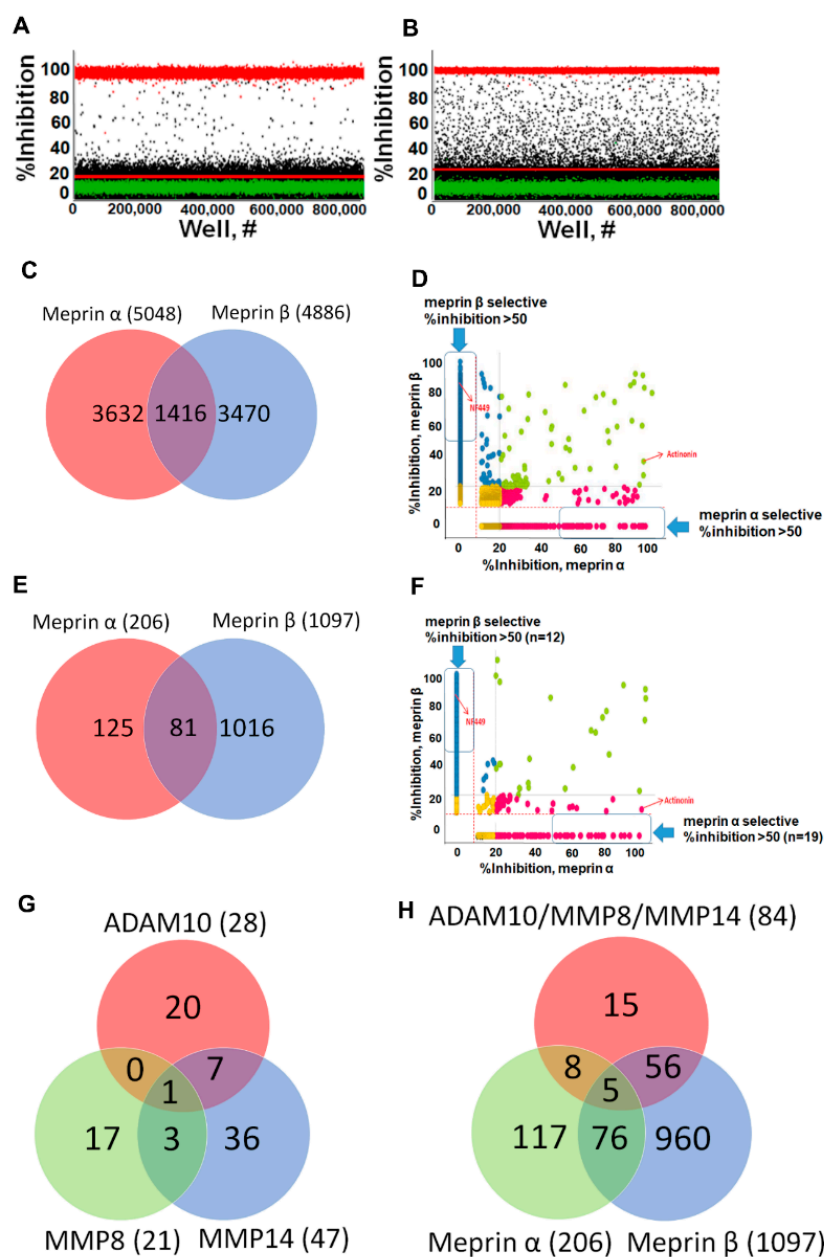 A
B
%Inhibition
100
80
60
40
20
0
0
200,000
400,000
600,000
800,000
Well, #
%Inhibition
100
80
60
40
20
0
0
200,000
400,000
600,000
800,000
Well, #
C
Meprin α (5048)
Meprin β (4886)
3632
1416
3470
D
meprin β selective
%inhibition >50
%Inhibition, meprin β
100
80
60
40
20
0
NF449
Actinonin
0
20
40
60
80
100
%Inhibition, meprin α
meprin α selective
%inhibition >50
E
Meprin α (206)
Meprin β (1097)
125
81
1016
F
meprin β selective
%inhibition >50 (n=12)
%Inhibition, meprin β
100
80
60
40
20
0
NF449
Actinonin
0
20
40
60
80
100
%Inhibition, meprin α
meprin α selective
%inhibition >50 (n=19)
G
ADAM10 (28)
20
0
7
1
17
3
36
MMP8 (21)
MMP14 (47)
H
ADAM10/MMP8/MMP14 (84)
15
8
56
5
117
76
960
Meprin α (206)
Meprin β (1097)